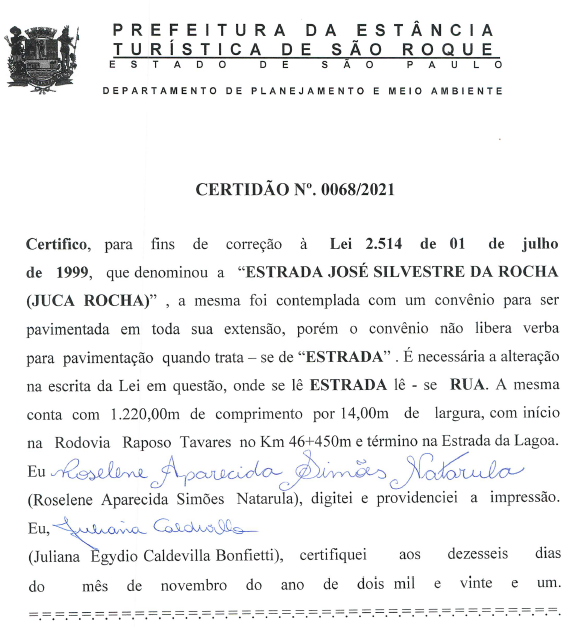 PREFEITURA DA ESTÂNCIA
TURÍSTICA DE SÃO ROQUE
ESTADO DE SÃO PAULO
DEPARTAMENTO DE PLANEJAMENTO E MEIO AMBIENTE
CERTIDÃO Nº. 0068/2021
Certifico, para fins de correção à Lei 2.514 de 01 de julho
de 1999, que denominou a “ESTRADA JOSÉ SILVESTRE DA ROCHA
(JUCA ROCHA)” , a mesma foi contemplada com um convênio para ser
pavimentada em toda sua extensão, porém o convênio não libera verba
para pavimentação quando trata – se de “ESTRADA” . É necessária a alteração
na escrita da Lei em questão, onde se lê ESTRADA lê - se RUA. A mesma
conta com 1.220,00m de comprimento por 14,00m de largura, com início
na Rodovia Raposo Tavares no Km 46+450m e término na Estrada da Lagoa.
Eu Roselene Aparecida Simões Natarula
(Roselene Aparecida Simões Natarula), digitei e providenciei a impressão.
Eu, Juliana Caldevilla
(Juliana Egydio Caldevilla Bonfietti), certifiquei aos dezesseis dias
do mês de novembro do ano de dois mil e vinte e um.